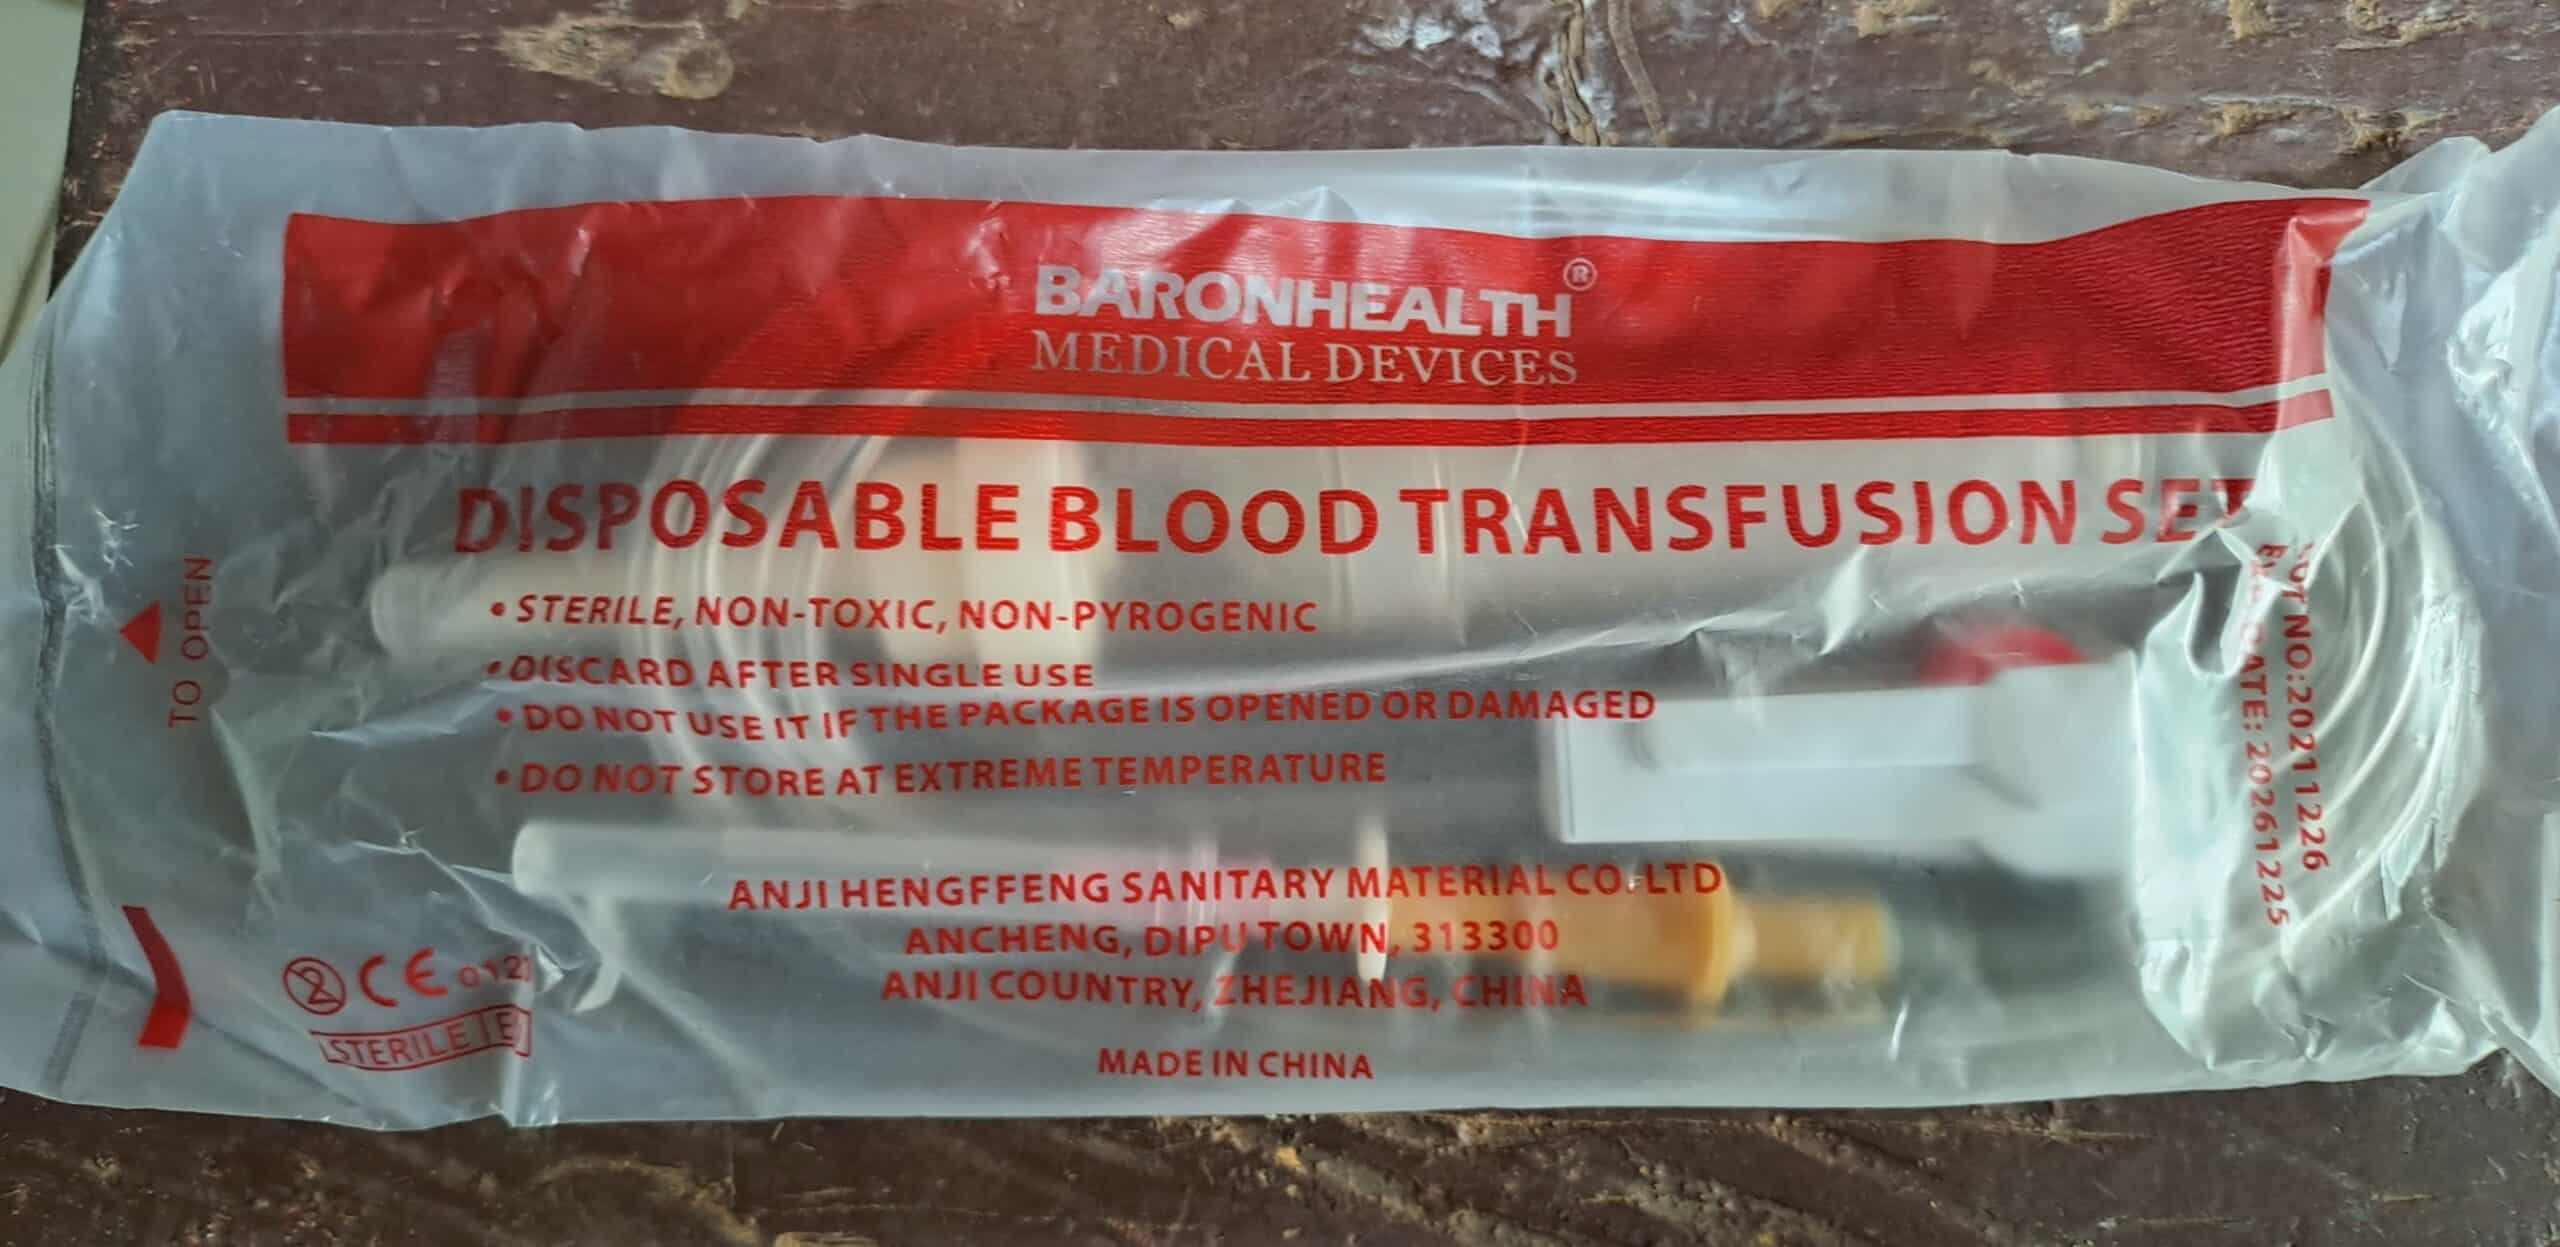 BARONHEALTH®
MEDICAL DEVICES
DISPOSABLE BLOOD TRANSFUSION SET
• STERILE, NON-TOXIC, NON-PYROGENIC
• DISCARD AFTER SINGLE USE
• DO NOT USE IT IF THE PACKAGE IS OPENED OR DAMAGED
• DO NOT STORE AT EXTREME TEMPERATURE
TO OPEN
ANJI HENGFFENG SANITARY MATERIAL CO.LTD
ANCHENG, DIPU TOWN, 313300
ANJI COUNTRY, ZHEJIANG, CHINA
MADE IN CHINA
2
CE
STERILE
LOT NO:20211226
EXP DATE: 20261225